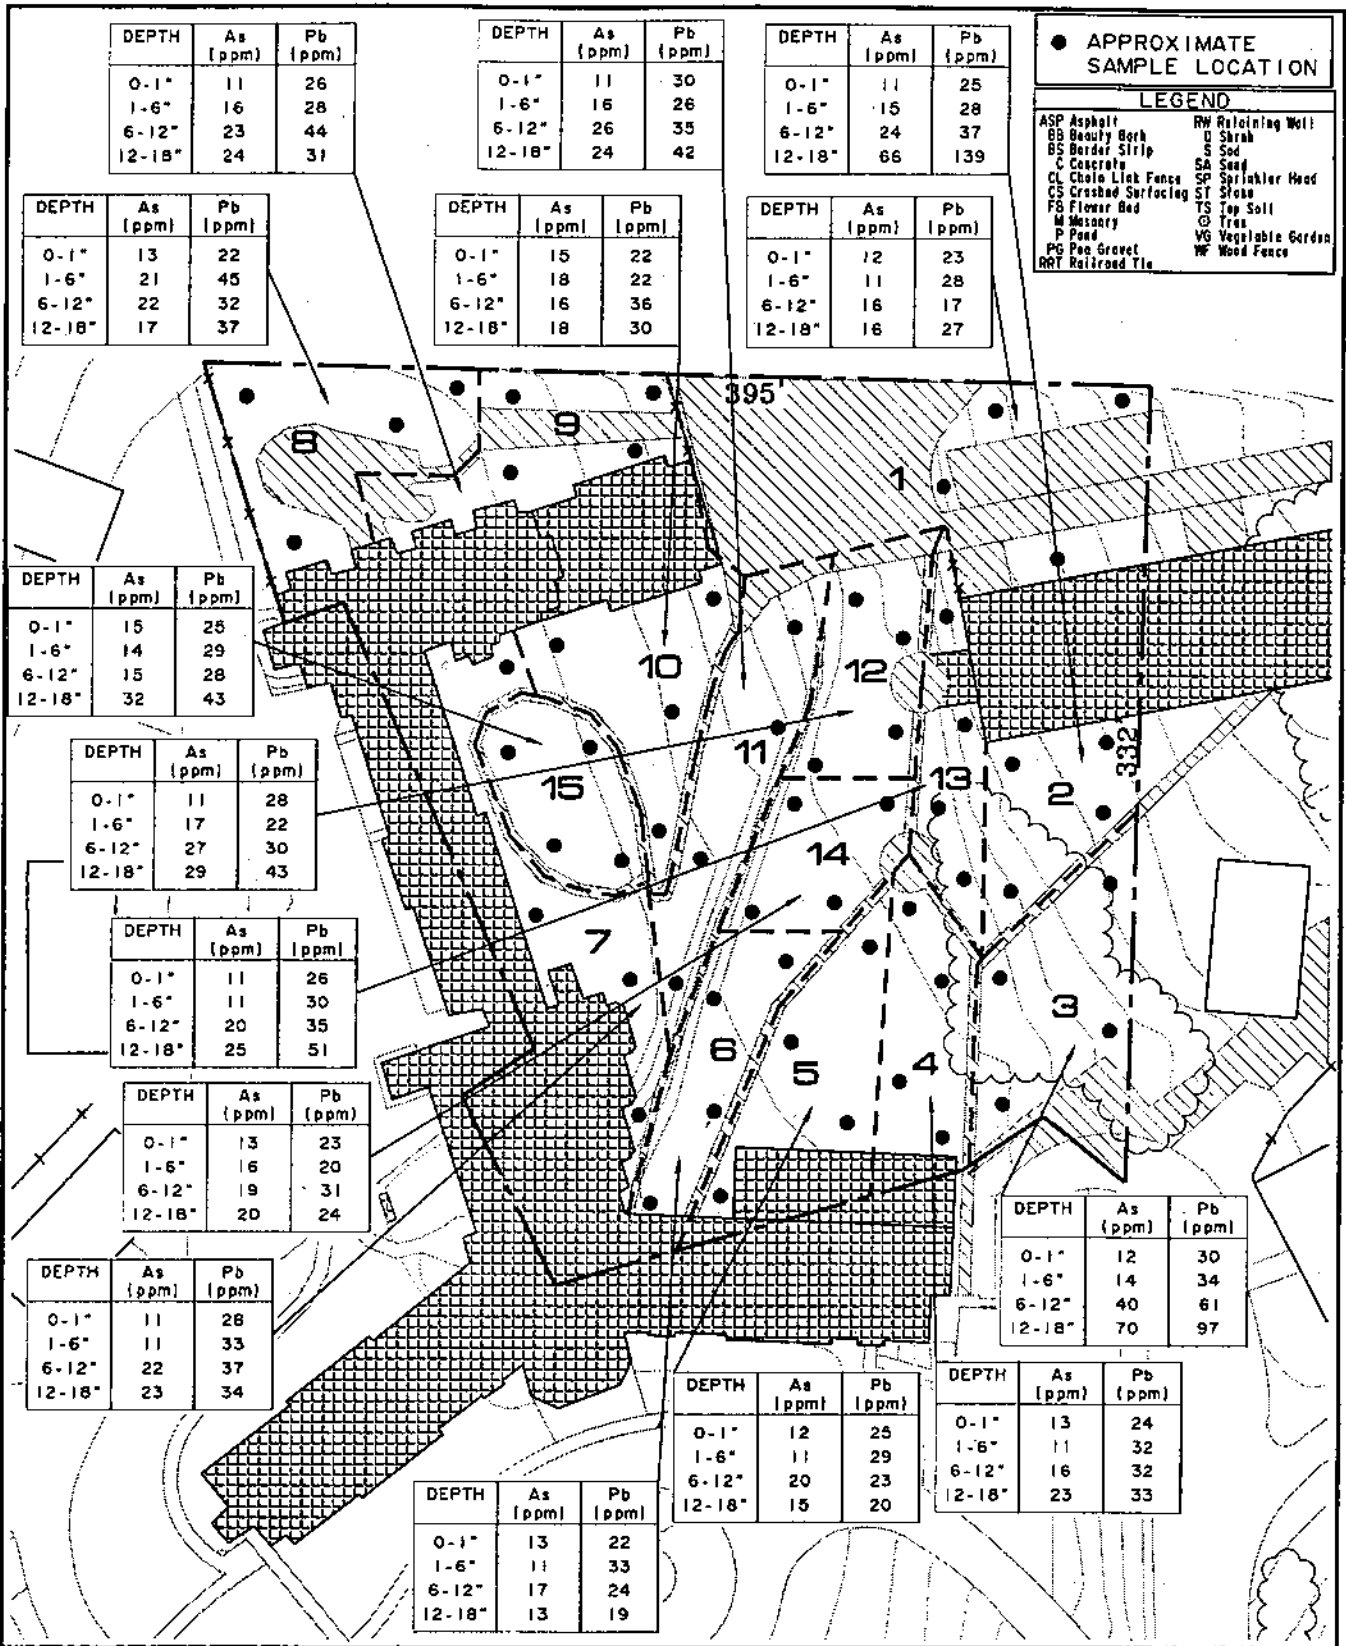 DEPTH As Pb
(ppm) (ppm)
0-1" 11 26
1-6" 16 28
6-12" 23 44
12-18" 24 31
DEPTH As Pb
(ppm) (ppm)
0-1" 11 30
1-6" 16 26
6-12" 26 35
12-18" 24 42
DEPTH As Pb
(ppm) (ppm)
0-1" 11 25
1-6" 15 28
6-12" 24 37
12-18" 66 139
● APPROXIMATE
SAMPLE LOCATION
LEGEND
ASP Asphalt
BB Beauty Bark
BS Border Strip
C Concrete
CL Chain Link Fence
CS Crushed Surfacing
FB Flower Bed
M Masonry
P Pond
PG Pea Gravel
RRT Railroad Tie
RW Retaining Wall
Shrub
S Sod
SA Sand
SP Sprinkler Head
ST Stake
TS Top Soil
Tree
VG Vegetable Garden
WF Wood Fence
DEPTH As Pb
(ppm) (ppm)
0-1" 13 22
1-6" 21 45
6-12" 22 32
12-18" 17 37
DEPTH As Pb
(ppm) (ppm)
0-1" 15 22
1-6" 18 22
6-12" 16 36
12-18" 18 30
DEPTH As Pb
(ppm) (ppm)
0-1" 12 23
1-6" 11 28
6-12" 16 17
12-18" 16 27
395
8
9
1
DEPTH As Pb
(ppm) (ppm)
0-1" 15 25
1-6" 14 29
6-12" 15 28
12-18" 32 43
10
12
11
332
15
13
2
14
DEPTH As Pb
(ppm) (ppm)
0-1" 11 28
1-6" 17 22
6-12" 27 30
12-18" 29 43
7
3
6
5
4
DEPTH As Pb
(ppm) (ppm)
0-1" 11 26
1-6" 11 30
6-12" 20 35
12-18" 25 51
DEPTH As Pb
(ppm) (ppm)
0-1" 13 23
1-6" 16 20
6-12" 19 31
12-18" 20 24
DEPTH As Pb
(ppm) (ppm)
0-1" 12 30
1-6" 14 34
6-12" 40 61
12-18" 70 97
DEPTH As Pb
(ppm) (ppm)
0-1" 11 28
1-6" 11 33
6-12" 22 37
12-18" 23 34
DEPTH As Pb
(ppm) (ppm)
0-1" 12 25
1-6" 11 29
6-12" 20 23
12-18" 15 20
DEPTH As Pb
(ppm) (ppm)
0-1" 13 24
1-6" 11 32
6-12" 16 32
12-18" 23 33
DEPTH As Pb
(ppm) (ppm)
0-1" 13 22
1-6" 11 33
6-12" 17 24
12-18" 13 19